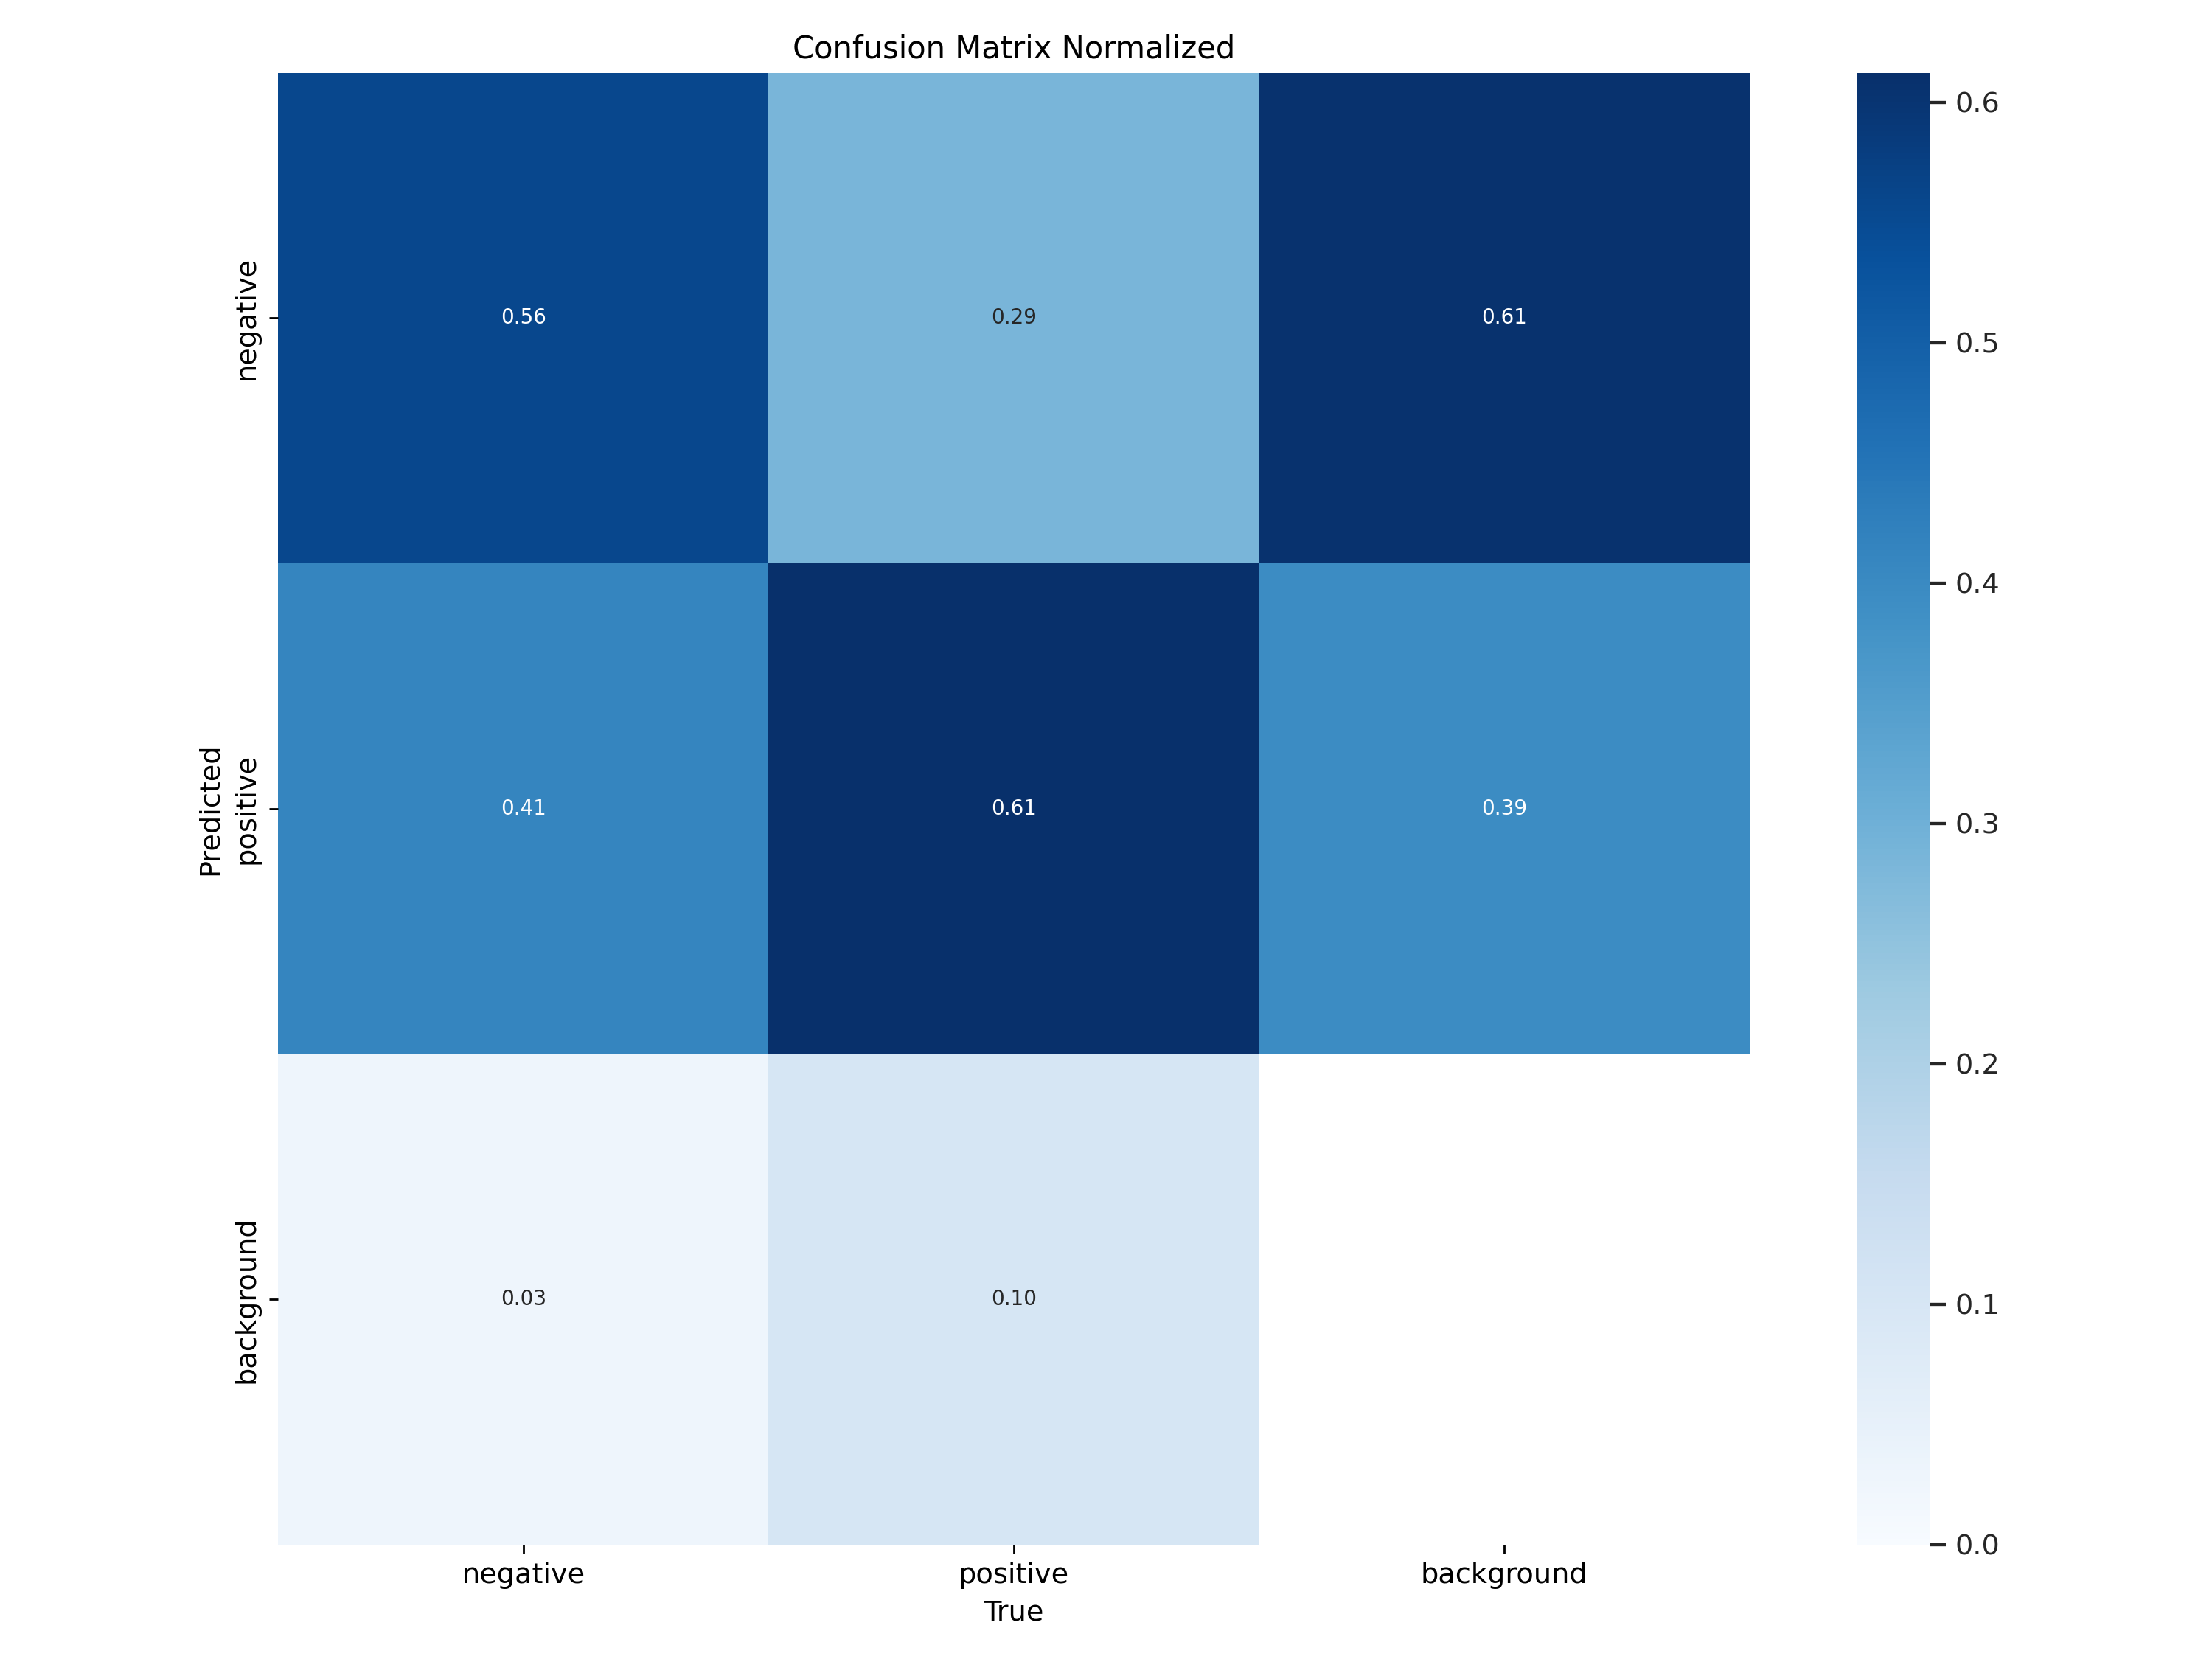 Confusion Matrix Normalized
negative
0.56
0.29
0.61
Predicted
positive
0.41
0.61
0.39
background
0.03
0.10
negative
positive
background
True
0.6
0.5
0.4
0.3
0.2
0.1
0.0